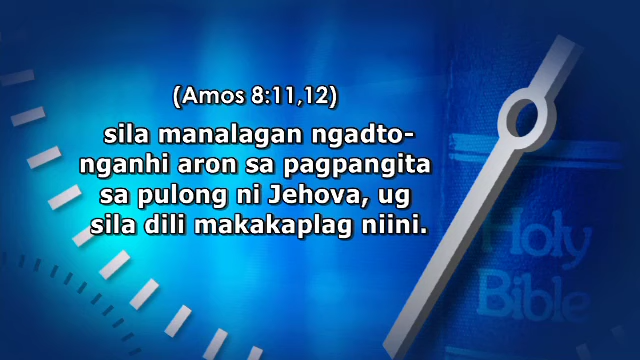 (Amos 8:11,12)
sila manalagan ngadto-
nganhi aron sa pagpangita
sa pulong ni Jehova, ug
sila dili makakaplag niini.
Holy
Bible